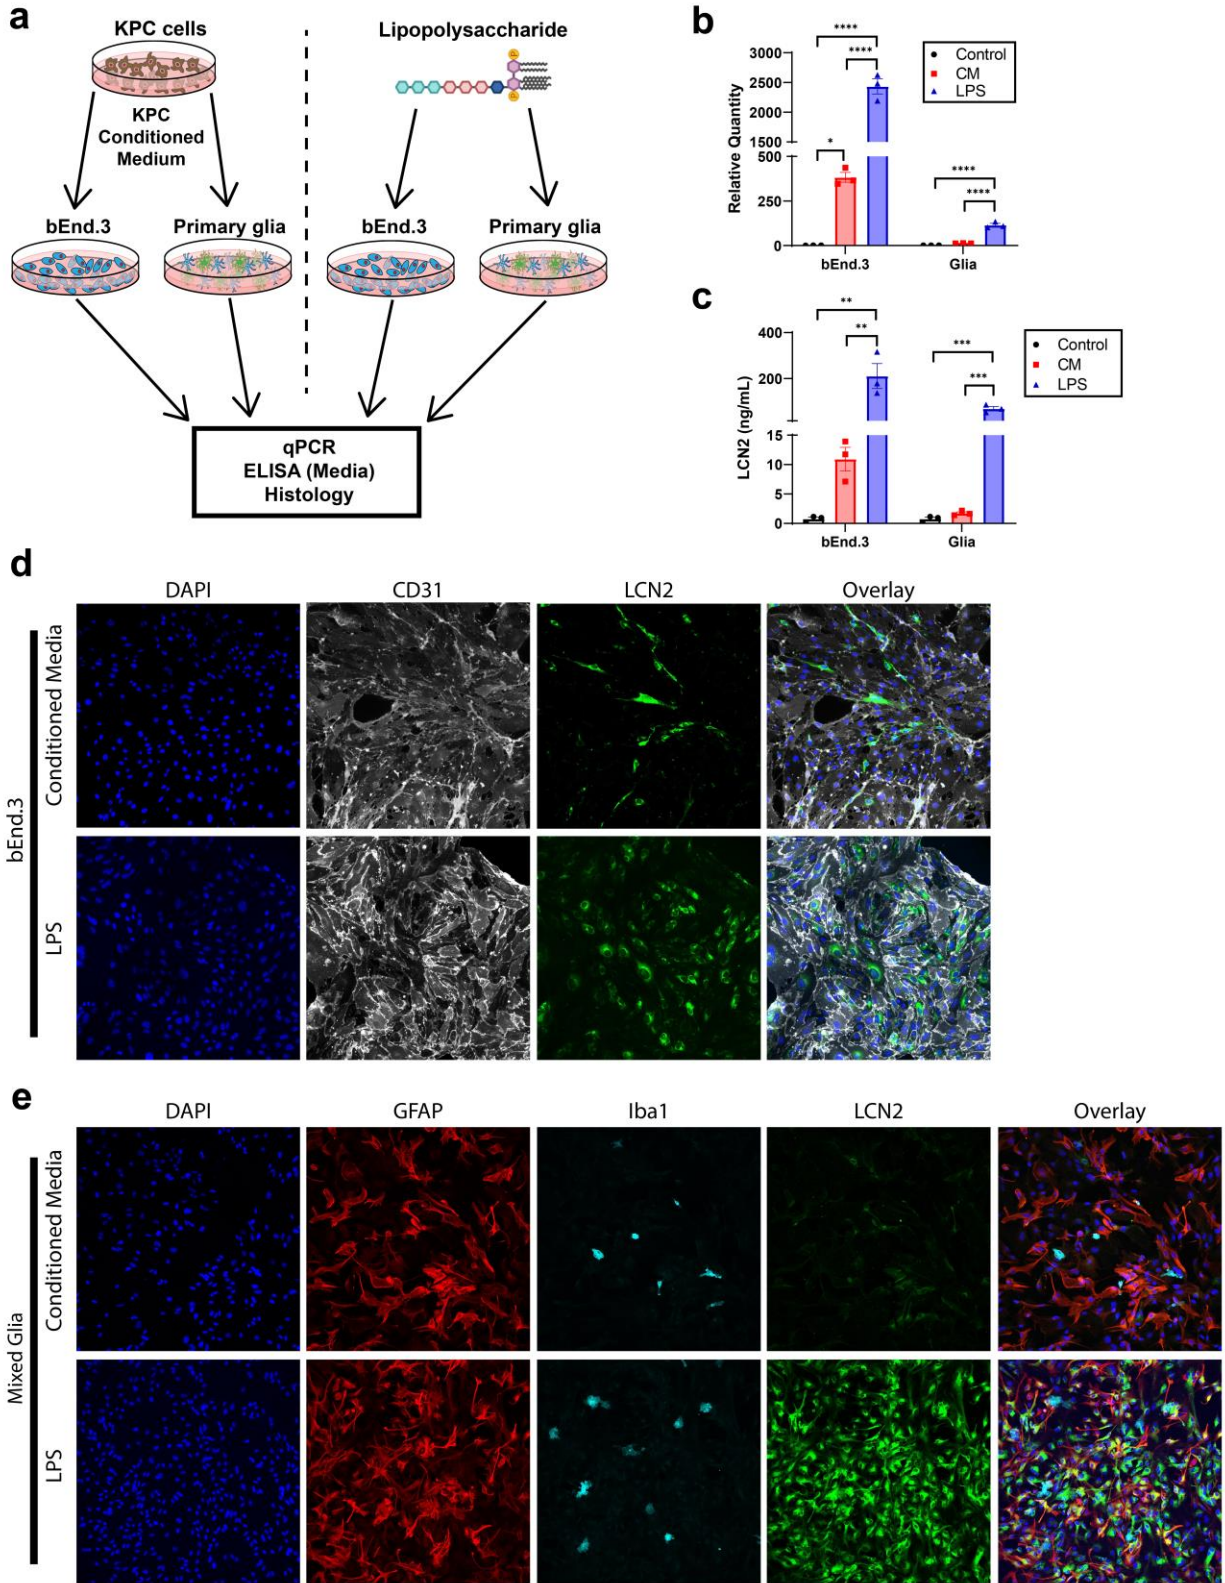 a
KPC cells
Lipopolysaccharide
P
P
KPC
Conditioned
Medium
bEnd.3
Primary glia
bEnd.3
Primary glia
qPCR
ELISA (Media)
Histology
b
Relative Quantity
3000
2500
2000
1500
500
250
0
****
****
*
****
****
bEnd.3
Glia
Control
CM
LPS
c
LCN2 (ng/mL)
400
200
15
10
5
0
**
**
***
***
bEnd.3
Glia
Control
CM
LPS
d
DAPI
CD31
LCN2
Overlay
bEnd.3
Conditioned Media
LPS
e
DAPI
GFAP
Iba1
LCN2
Overlay
Mixed Glia
Conditioned Media
LPS